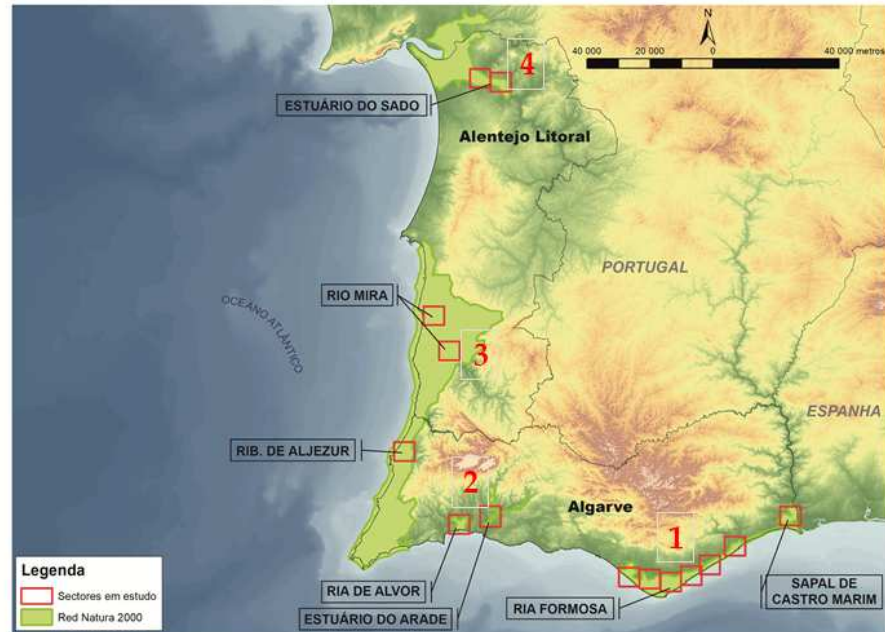 N
40 000 20 000 0 40 000 metros
4
ESTUÁRIO DO SADO
Alentejo Litoral
PORTUGAL
RIO MIRA
OCEANO ATLÂNTICO
3
ESPANHA
RIB. DE ALJEZUR
2
Algarve
1
Legenda
Sectores em estudo
Red Natura 2000
RIA DE ALVOR
ESTUÁRIO DO ARADE
RIA FORMOSA
SAPAL DE
CASTRO MARIM